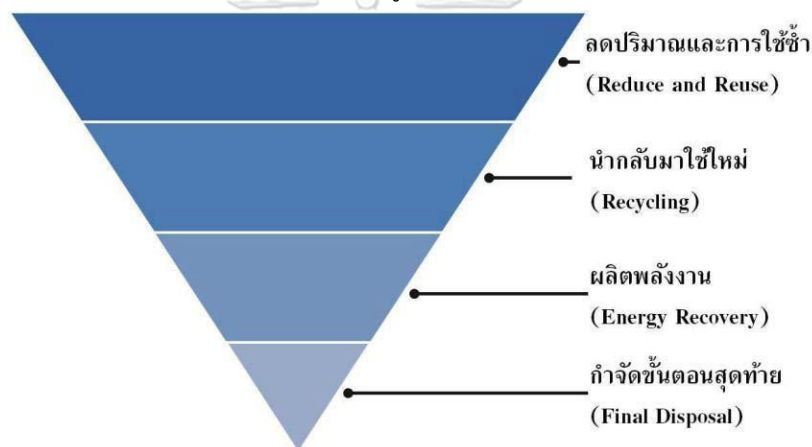 ลดปริมาณและการใช้ซ้ำ
(Reduce and Reuse)
นำกลับมาใช้ใหม่
(Recycling)
ผลิตพลังงาน
(Energy Recovery)
กำจัดขั้นตอนสุดท้าย
(Final Disposal)